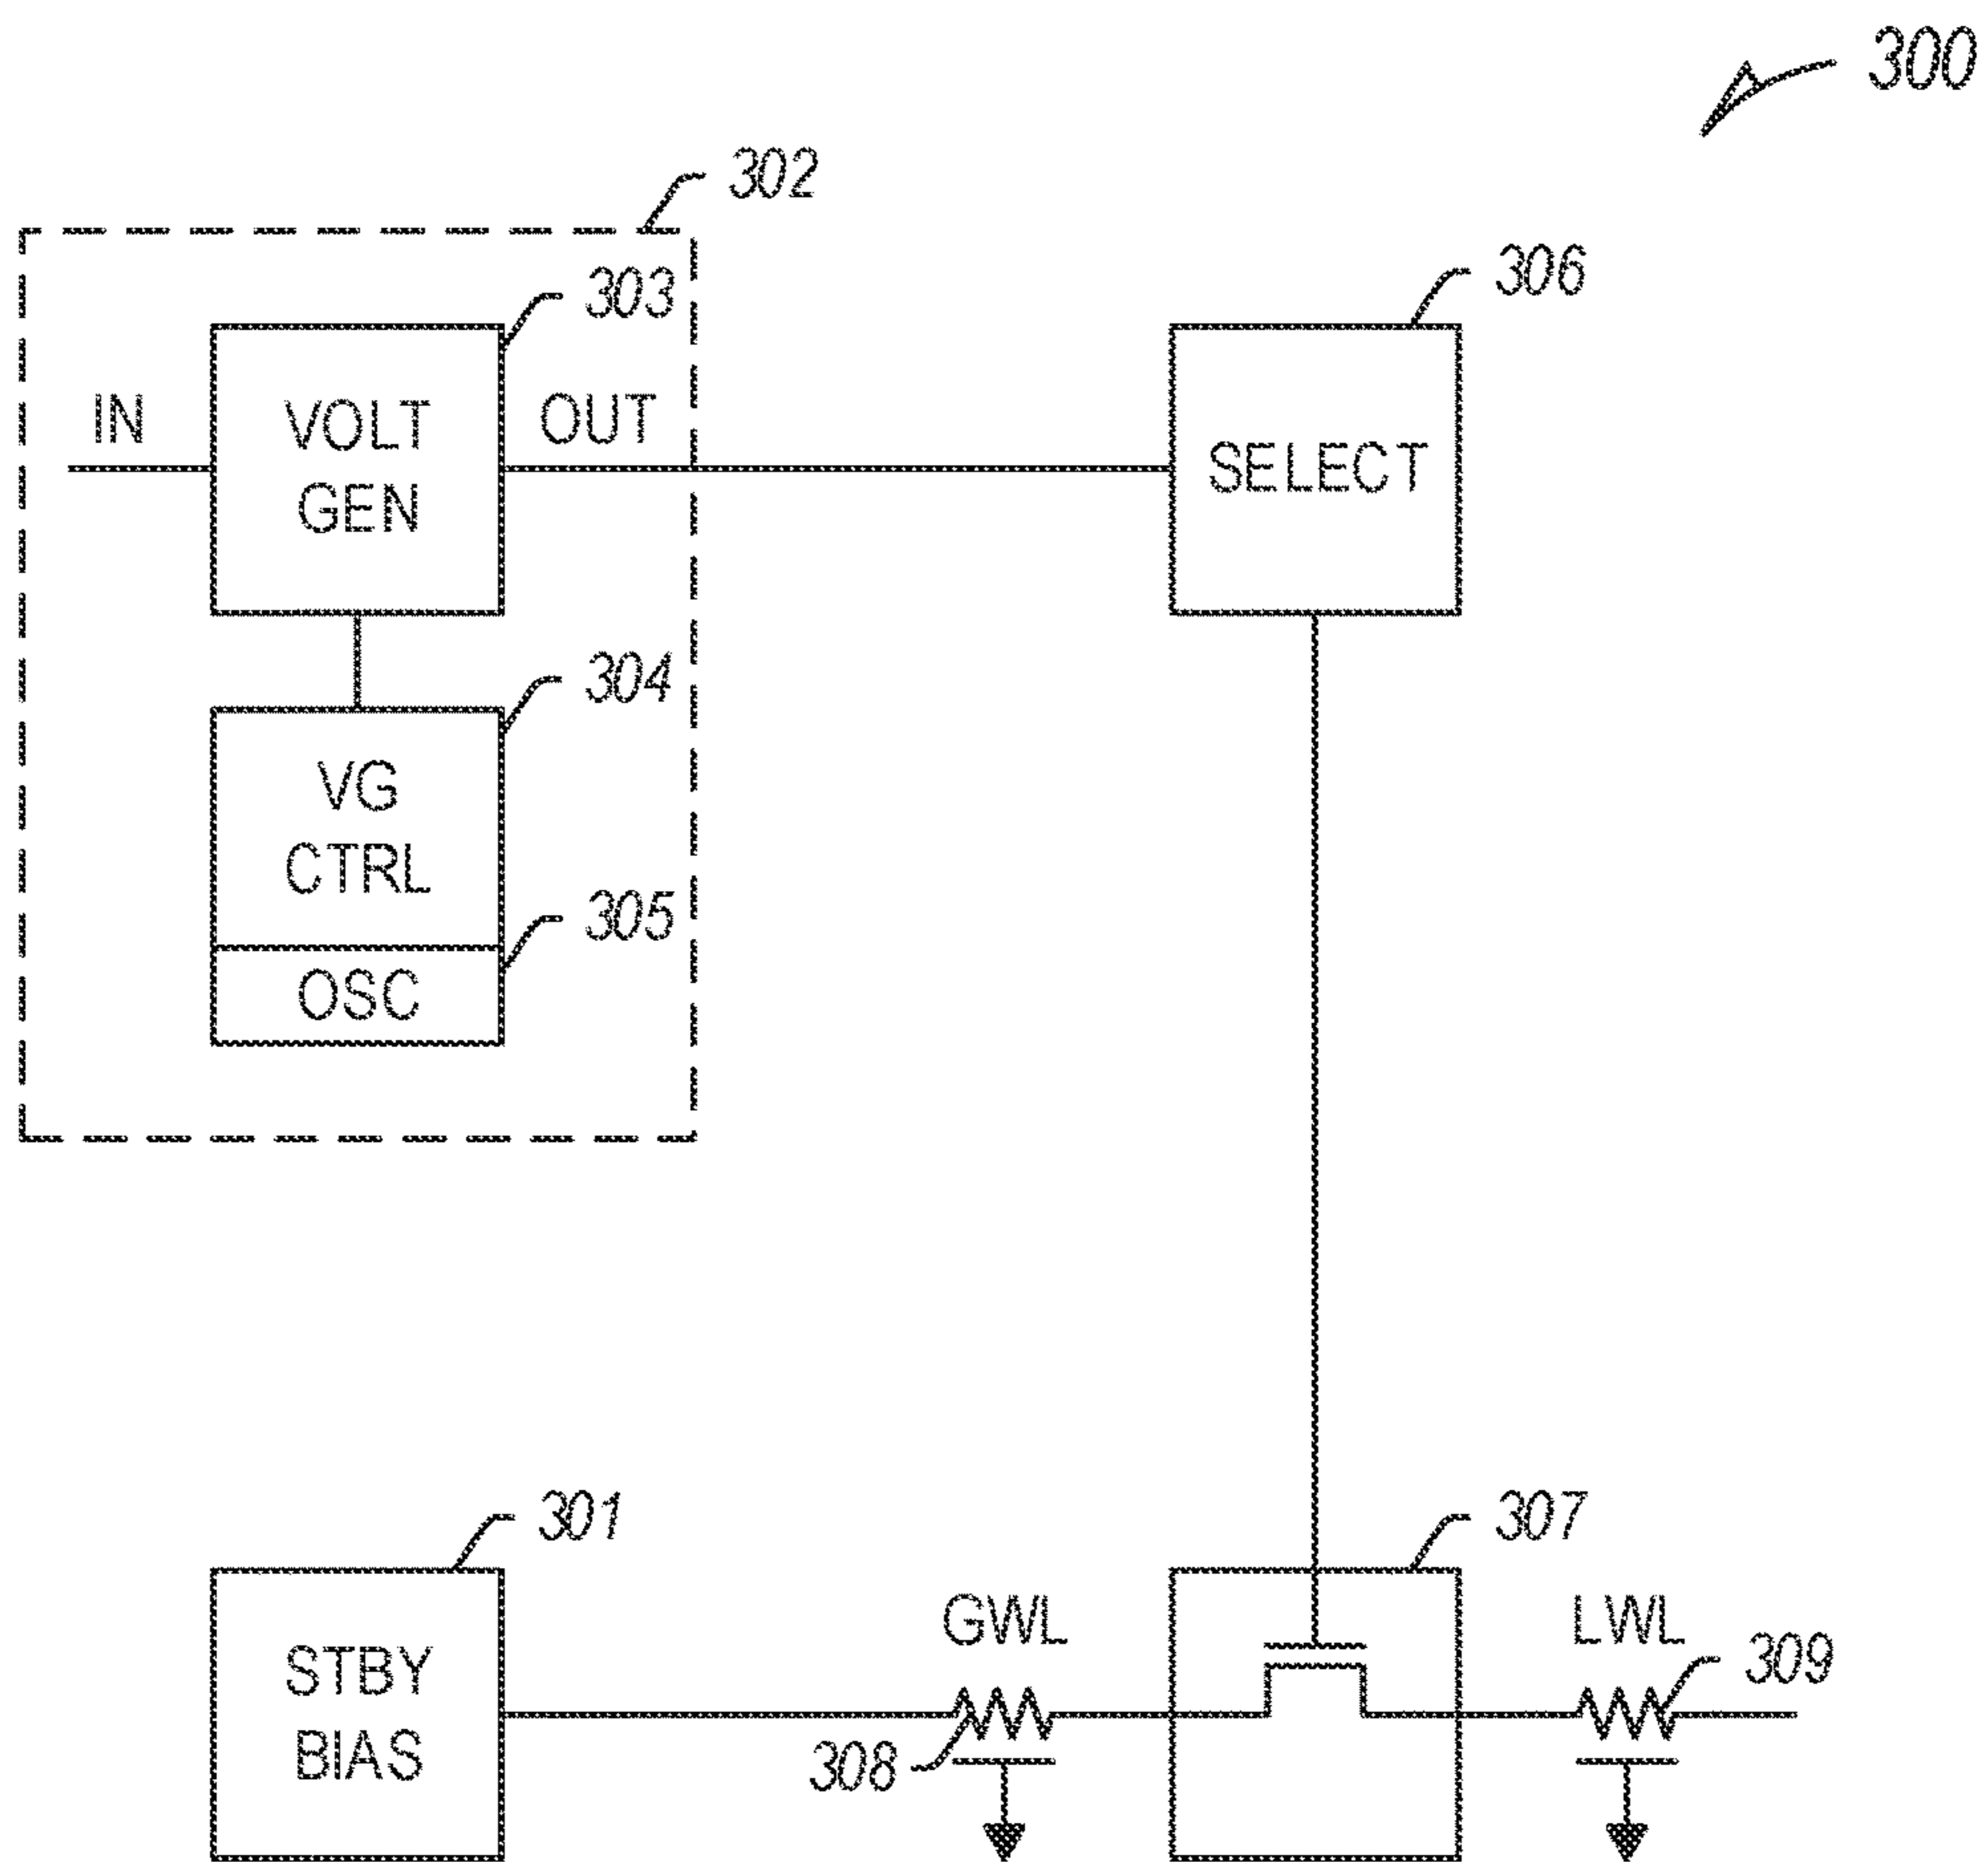 300
302
303
306
IN
VOLT
GEN
OUT
SELECT
304
VG
CTRL
305
OSC
301
307
STBY
BIAS
GWL
LWL
309
308